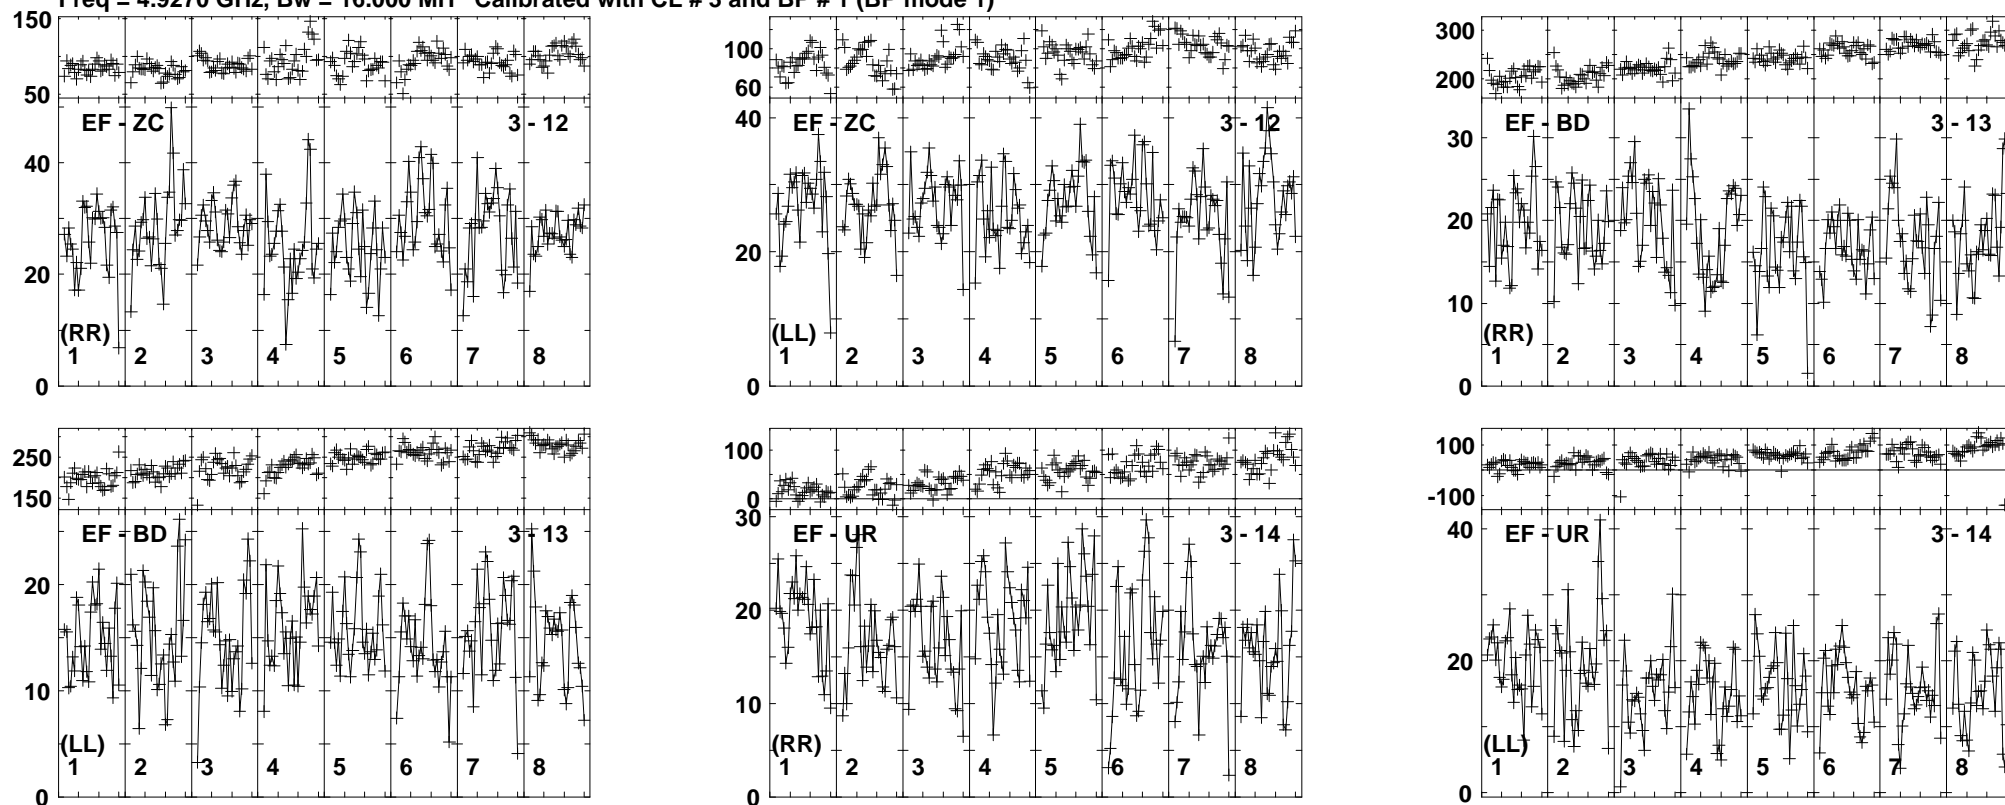 Freq = 4.9270 GHz, Bw = 16.000 MH Calibrated with CL # 3 and BP # 1 (BP mode 1)
150
50
EF - ZC 3 - 12
40
20
0
(RR)
1 2 3 4 5 6 7 8
100
60
EF - ZC 3 - 12
40
20
0
(LL)
1 2 3 4 5 6 7 8
300
200
EF - BD 3 - 13
30
20
10
0
(RR)
1 2 3 4 5 6 7 8
250
150
EF - BD 3 - 13
20
10
0
(LL)
1 2 3 4 5 6 7 8
100
0
EF - UR 3 - 14
30
20
10
0
(RR)
1 2 3 4 5 6 7 8
100
-100
EF - UR 3 - 14
40
20
0
(LL)
1 2 3 4 5 6 7 8